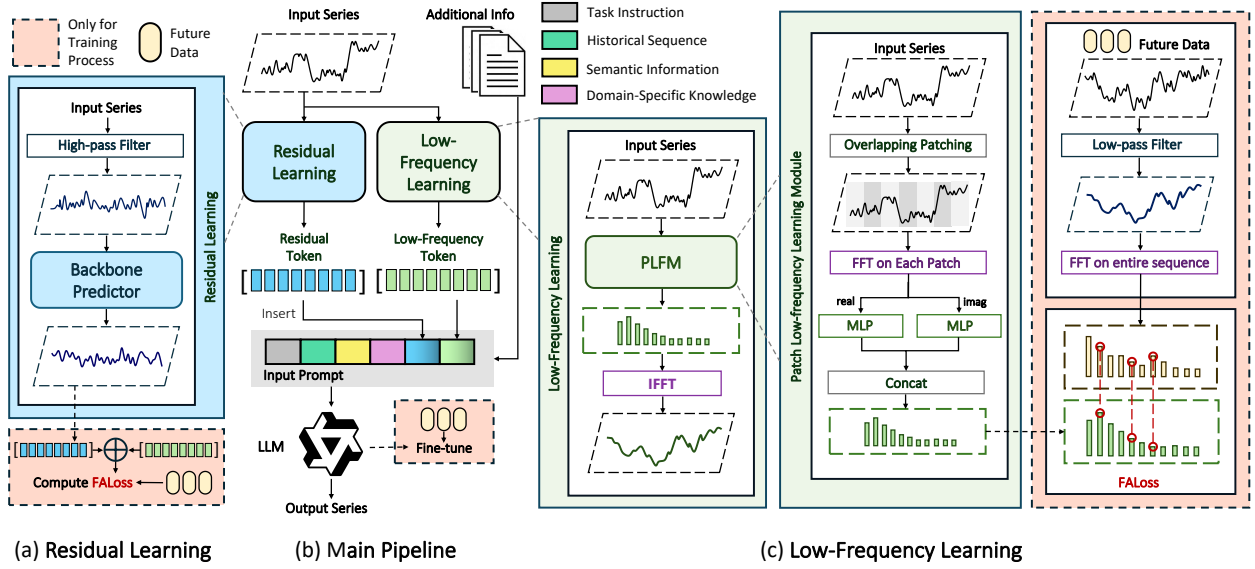 Only for
Training
Process
Future
Data
Input Series
High-pass Filter
Backbone
Predictor
Residual Learning
Compute FALoss
(a) Residual Learning
Input Series
Additional Info
Task Instruction
Historical Sequence
Semantic Information
Domain-Specific Knowledge
Residual
Learning
Low-
Frequency
Learning
Residual
Token
Low-Frequency
Token
Insert
Input Prompt
LLM
Fine-tune
Output Series
(b) Main Pipeline
Low-Frequency Learning
Input Series
PLFM
IFFT
Patch Low-frequency Learning Module
Input Series
Overlapping Patching
FFT on Each Patch
real
imag
MLP
MLP
Concat
Future Data
Low-pass Filter
FFT on entire sequence
FALoss
(c) Low-Frequency Learning